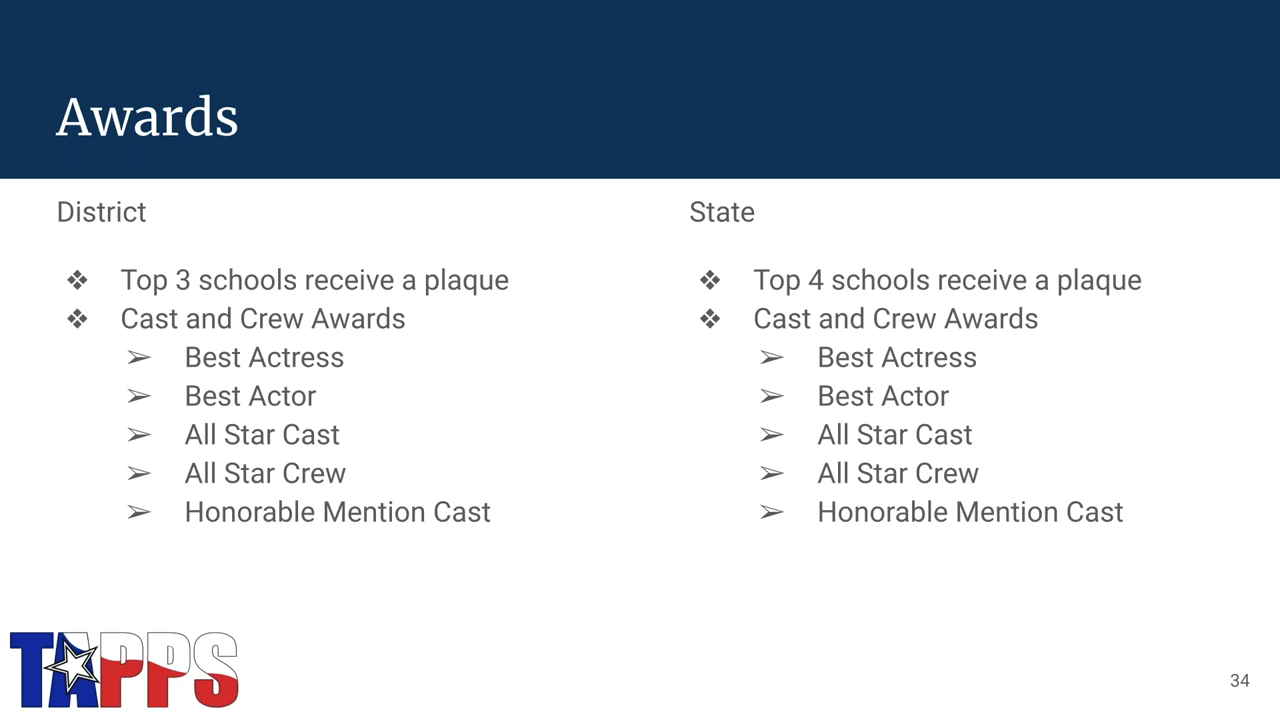 Awards
District
❖ Top 3 schools receive a plaque
❖ Cast and Crew Awards
➢ Best Actress
➢ Best Actor
➢ All Star Cast
➢ All Star Crew
➢ Honorable Mention Cast
State
❖ Top 4 schools receive a plaque
❖ Cast and Crew Awards
➢ Best Actress
➢ Best Actor
➢ All Star Cast
➢ All Star Crew
➢ Honorable Mention Cast
TAPPS
34